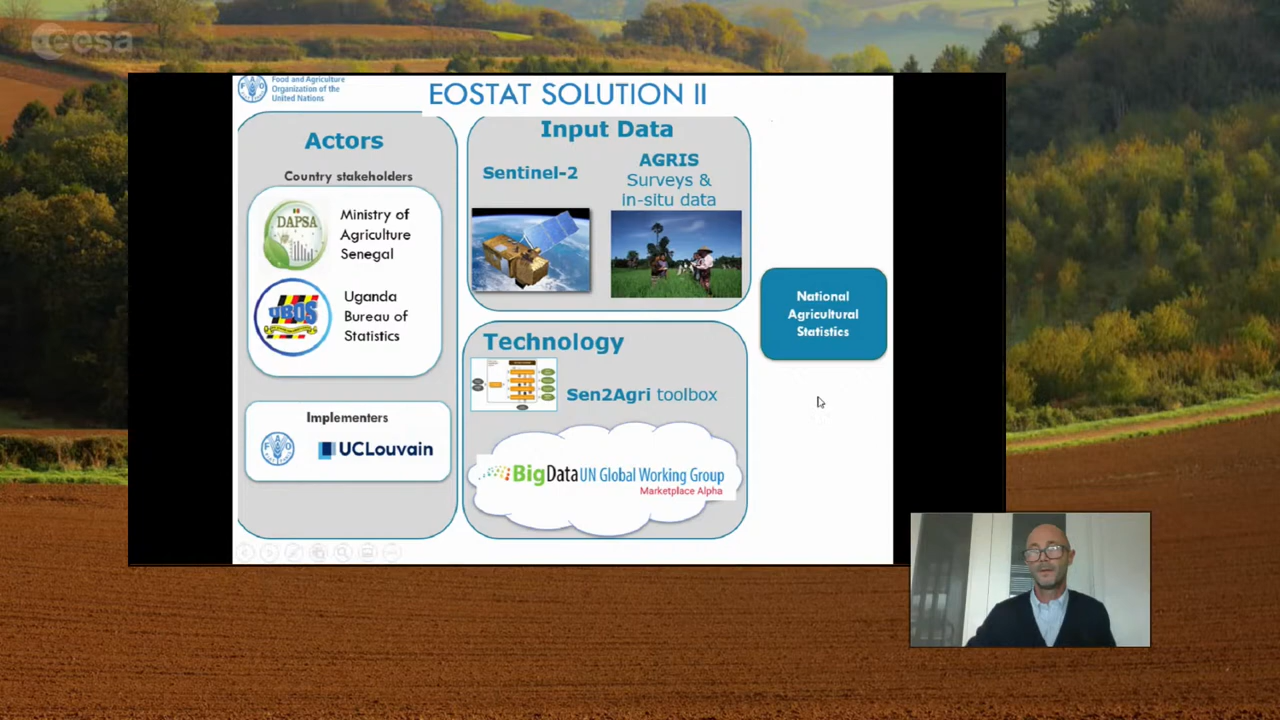 esa
Food and Agriculture
Organization of the
United Nations
EOSTAT SOLUTION II
Actors
Country stakeholders
DAPSA
Ministry of
Agriculture
Senegal
UBOS
Uganda
Bureau of
Statistics
Implementers
FAO
UCLouvain
Input Data
Sentinel-2
AGRIS
Surveys &
in-situ data
Technology
Sen2Agri toolbox
BigData UN Global Working Group
Marketplace Alpha
National
Agricultural
Statistics